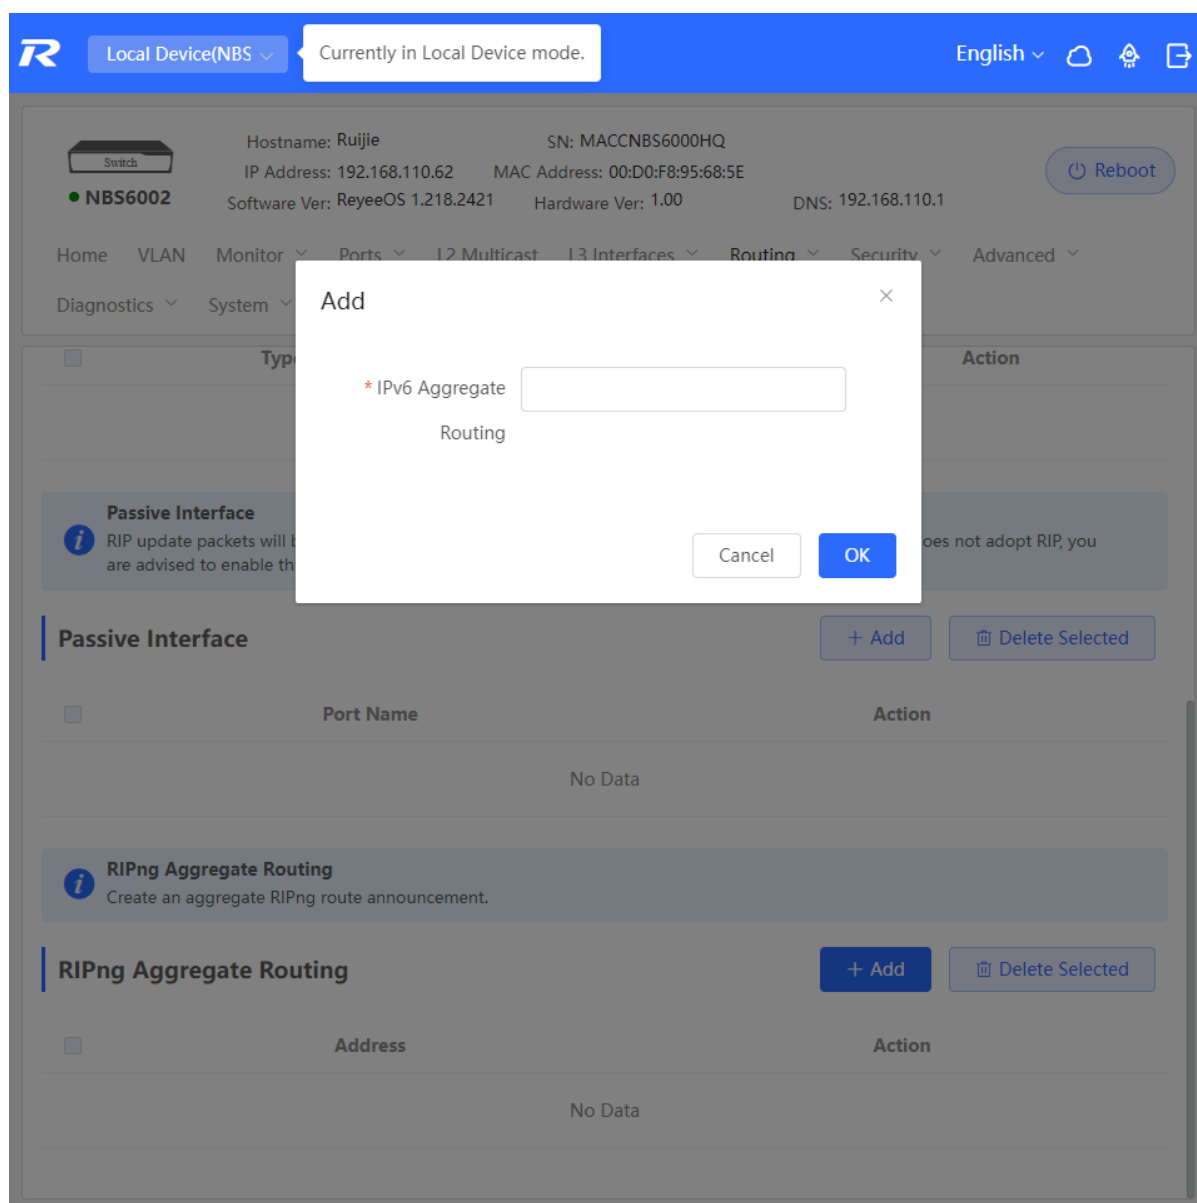 Local Device(NBS
Currently in Local Device mode.
English
Switch
NBS6002
Hostname: Ruijie
SN: MACCNBS6000HQ
IP Address: 192.168.110.62
MAC Address: 00:D0:F8:95:68:5E
Software Ver: ReyeeOS 1.218.2421
Hardware Ver: 1.00
DNS: 192.168.110.1
Reboot
Home VLAN Monitor Ports L2 Multicast L3 Interfaces Routing Security Advanced
Diagnostics System
Add
Typ
Action
* IPv6 Aggregate
Routing
Cancel
OK
Passive Interface
RIP update packets will oes not adopt RIP, you
are advised to enable th
Passive Interface
+ Add
Delete Selected
Port Name
Action
No Data
RIPng Aggregate Routing
Create an aggregate RIPng route announcement.
RIPng Aggregate Routing
+ Add
Delete Selected
Address
Action
No Data